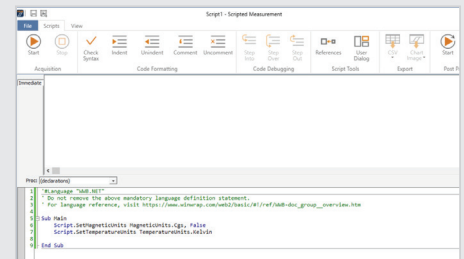 Script1 - Scripted Measurement
File Scripts View
Start Stop Check Syntax Indent Unindent Comment Uncomment Step Into Step Over Step Out References User Dialog CSV Chart Image Start
Acquisition Code Formatting Code Debugging Script Tools Export Post
Immediate
Proc: (declarations)
1 '#Language "WWB.NET"
2 ' Do not remove the above mandatory language definition statement.
3 ' For language reference, visit https://www.winwrap.com/web2/basic/#!/ref/WWB-doc_group__overview.htm
4
5 Sub Main
6 Script.SetMagneticUnits MagneticUnits.Cgs, False
7 Script.SetTemperatureUnits TemperatureUnits.Kelvin
8
9 End Sub